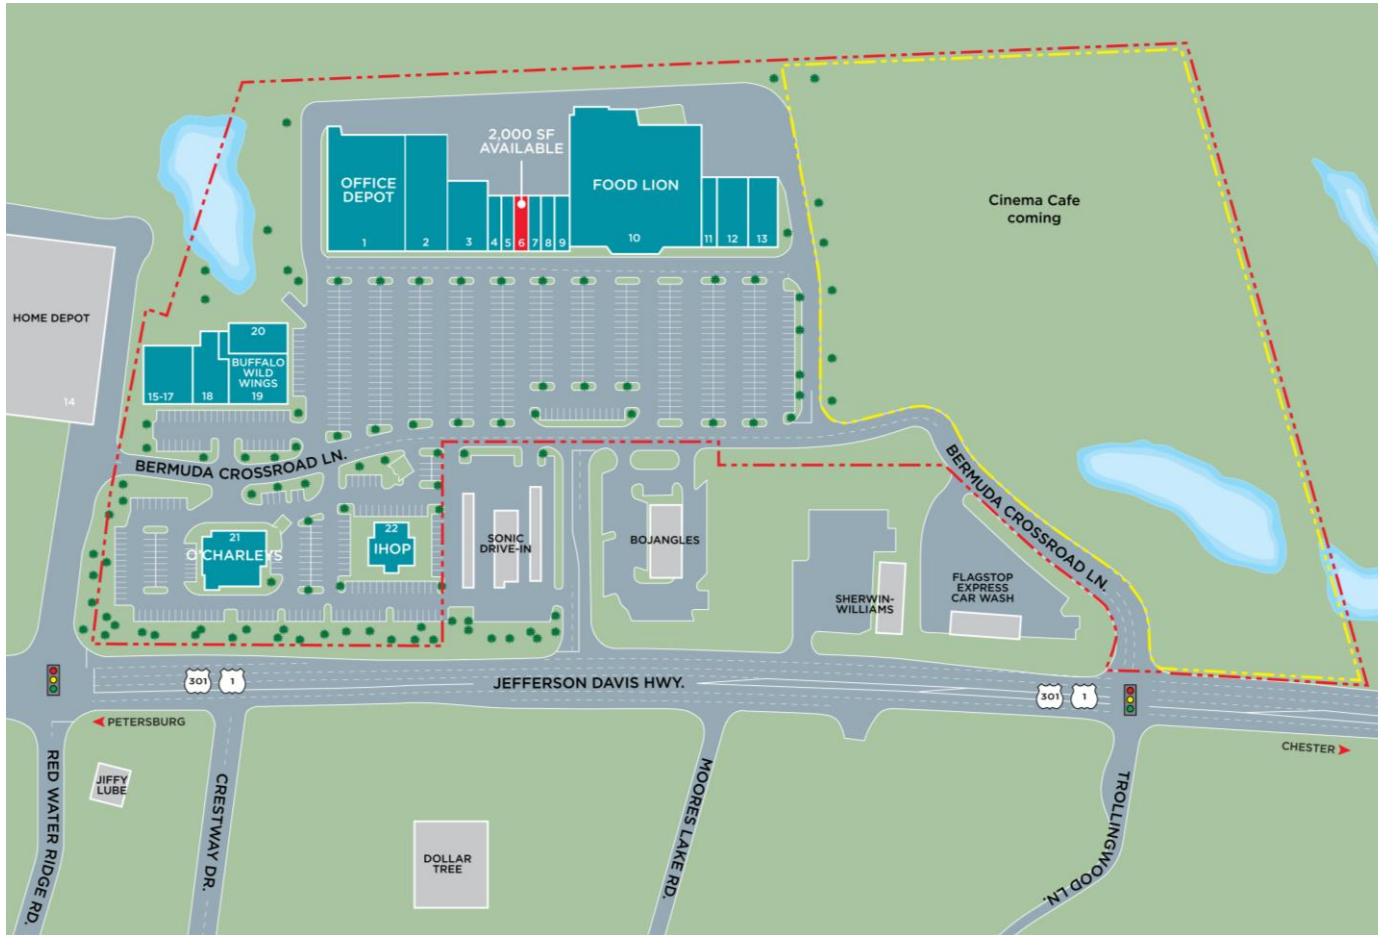 2,000 SF
AVAILABLE
OFFICE
DEPOT
FOOD LION
1
2
3
4
5
6
7
8
9
10
11
12
13
Cinema Cafe
coming
HOME DEPOT
14
20
BUFFALO
WILD
WINGS
15-17
18
19
BERMUDA CROSSROAD LN.
BERMUDA CROSSROAD LN.
21
O'CHARLEYS
22
IHOP
SONIC
DRIVE-IN
BOJANGLES
SHERWIN-
WILLIAMS
FLAGSTOP
EXPRESS
CAR WASH
301
1
JEFFERSON DAVIS HWY.
301
1
PETERSBURG
CHESTER
RED WATER RIDGE RD.
JIFFY
LUBE
CRESTWAY DR.
DOLLAR
TREE
MOORES LAKE RD.
TROLLINGWOOD LN.